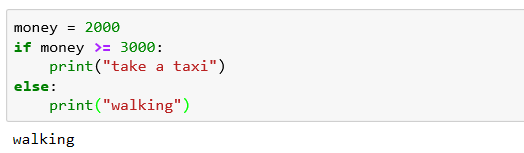 money = 2000
if money >= 3000:
    print("take a taxi")
else:
    print("walking")
walking